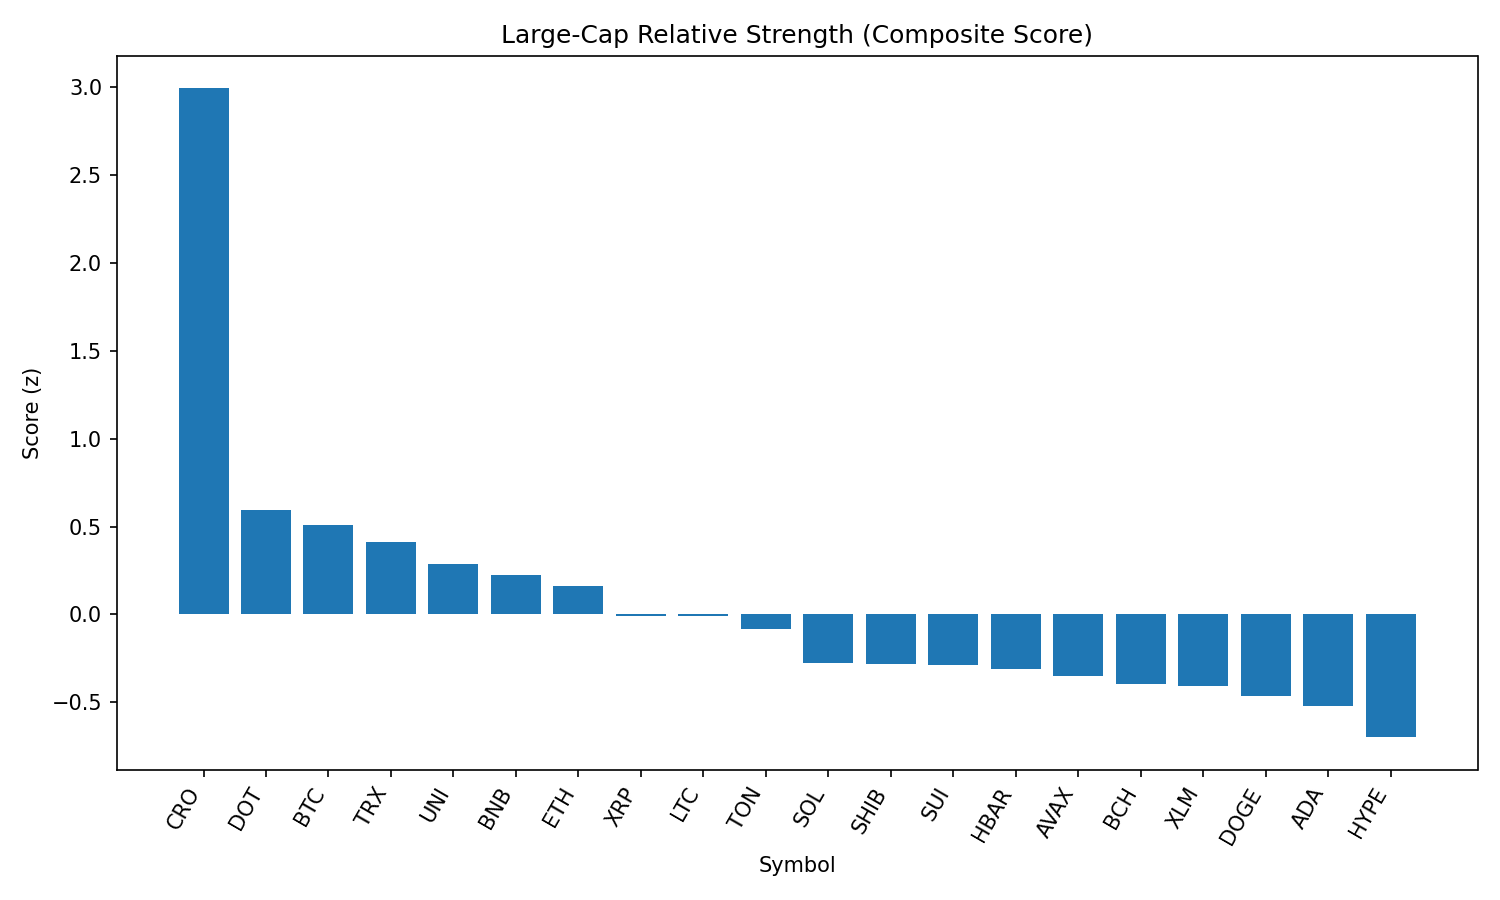 Large-Cap Relative Strength (Composite Score)
3.0
2.5
2.0
1.5
1.0
0.5
0.0
−0.5
Score (z)
CRO
DOT
BTC
TRX
UNI
BNB
ETH
XRP
LTC
TON
SOL
SHIB
SUI
HBAR
AVAX
BCH
XLM
DOGE
ADA
HYPE
Symbol